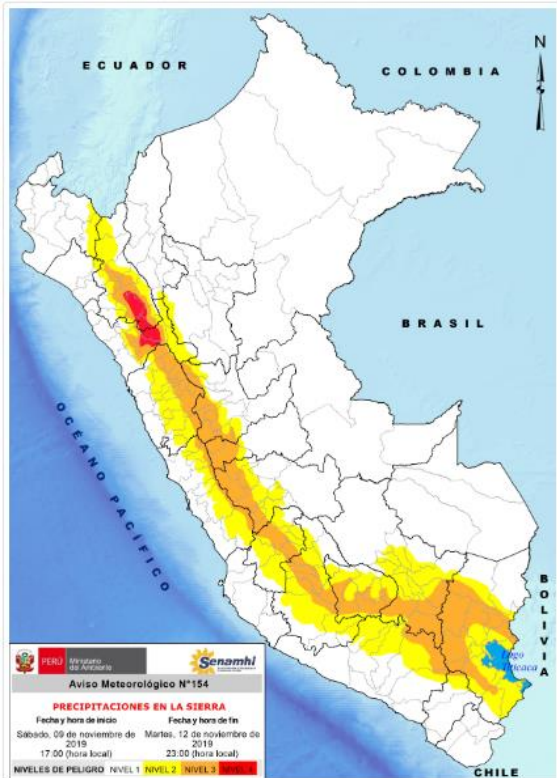 ECUADOR
COLOMBIA
N
BRASIL
OCÉANO PACÍFICO
BOLIVIA
Lago
Titicaca
CHILE
PERÚ
Ministerio
del Ambiente
Senamhi
Aviso Meteorológico N°154
PRECIPITACIONES EN LA SIERRA
Fecha y hora de inicio Fecha y hora de fin
Sábado, 09 de noviembre de Martes, 12 de noviembre de
2019 2019
17:00 (hora local) 23:00 (hora local)
NIVELES DE PELIGRO NIVEL 1 NIVEL 2 NIVEL 3 NIVEL 4